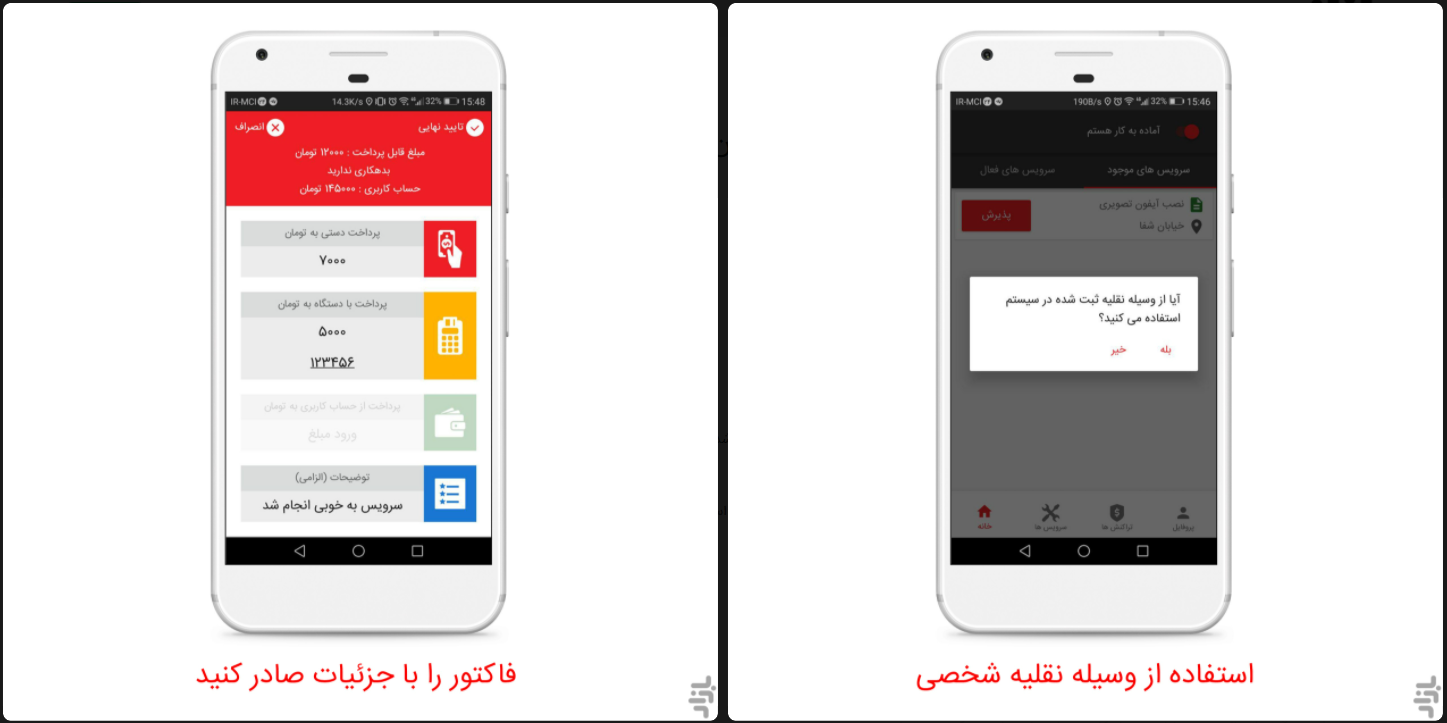 IR-MCI
14.3K/s 4G 32% 15:48
تایید نهایی
انصراف
مبلغ قابل پرداخت : ۱۲۰۰۰ تومان
بدهکاری ندارید
حساب کاربری : ۱۴۵۰۰۰ تومان
پرداخت دستی به تومان
۷۰۰۰
پرداخت با دستگاه به تومان
۵۰۰۰
۱۲۳۴۵۶
پرداخت از حساب کاربری به تومان
ورود مبلغ
توضیحات (الزامی)
سرویس به خوبی انجام شد
فاکتور را با جزئیات صادر کنید
بازار
IR-MCI
190B/s 4G 32% 15:46
آماده به کار هستم
سرویس های موجود
سرویس های فعال
نصب آیفون تصویری
خیابان شفا
پذیرش
آیا از وسیله نقلیه ثبت شده در سیستم
استفاده می کنید؟
بله
خیر
پروفایل
تراکنش ها
سرویس ها
خانه
استفاده از وسیله نقلیه شخصی
بازار